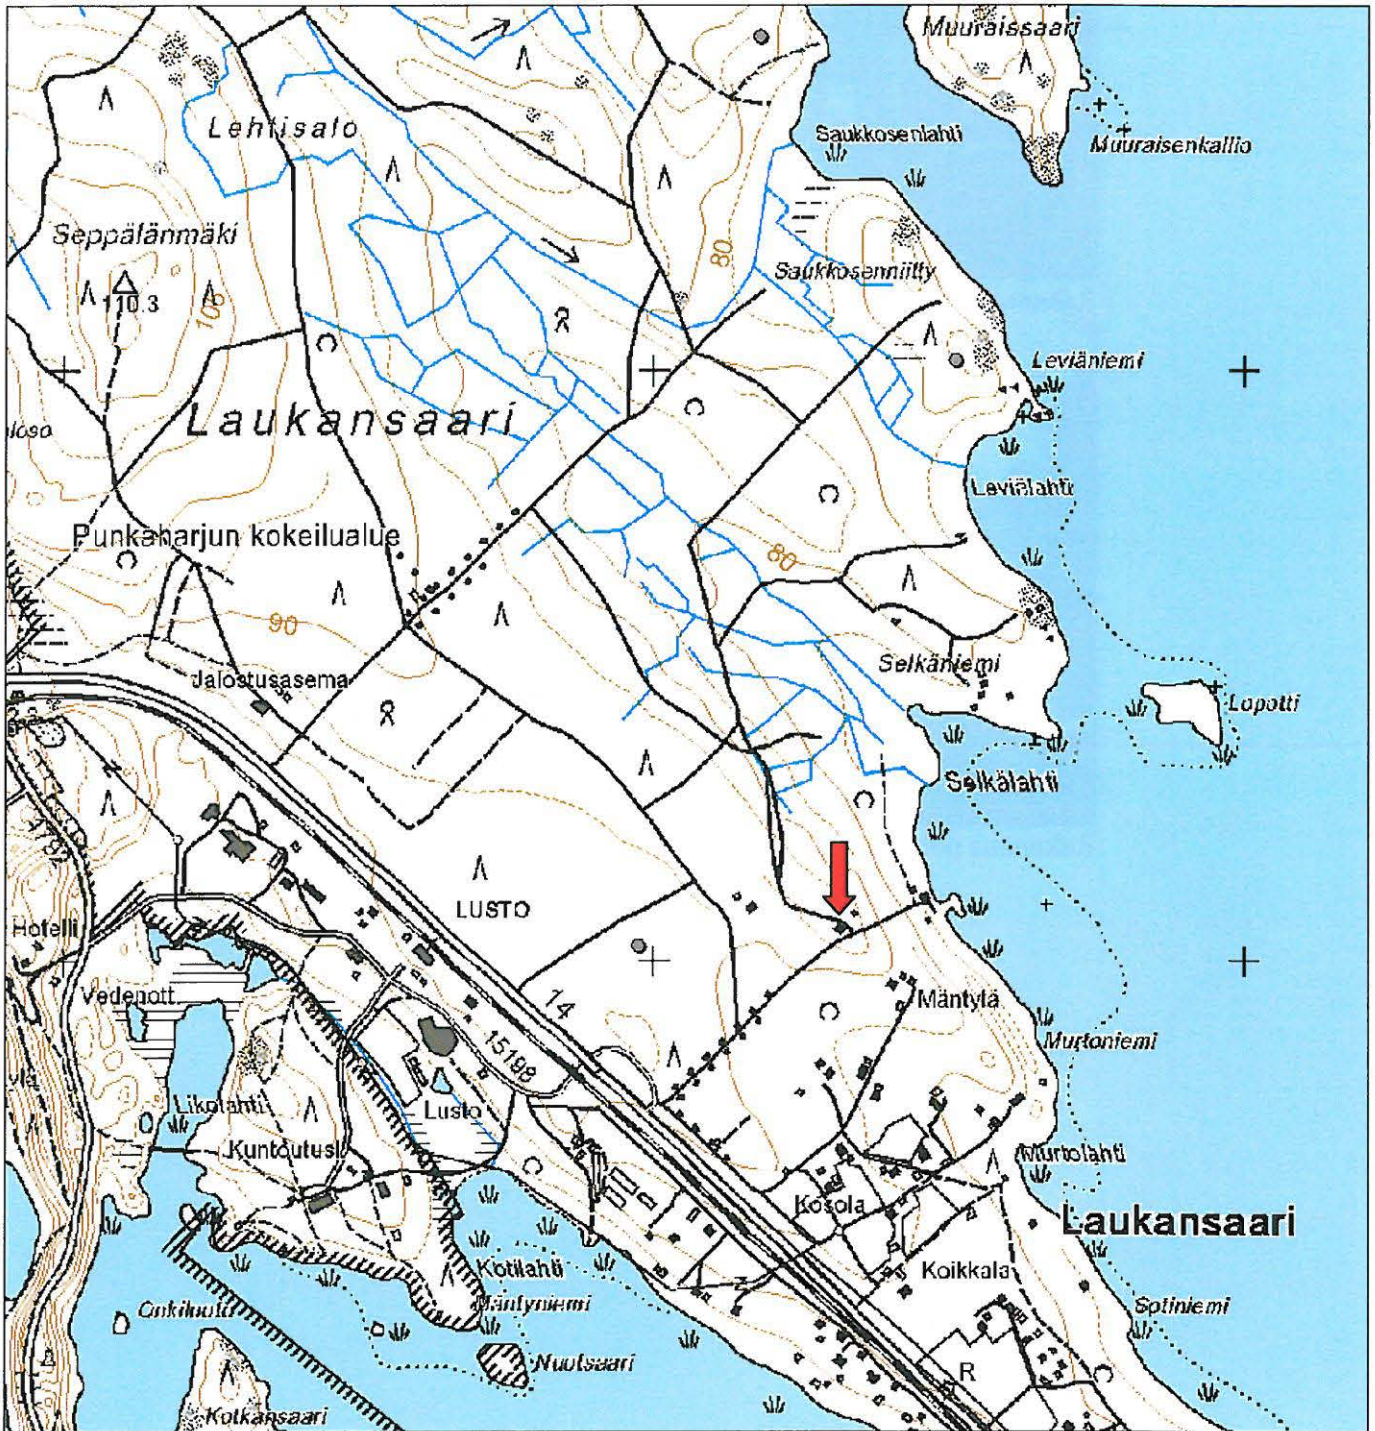 Muuraissaari
Lehtisalo
Saukkosenlahti
Muuraisenkallio
Seppälänmäki
80
Saukkosenniitty
110.3
100
Leviäniemi
Laukansaari
Leviälahti
Punkaharjun kokeilualue
80
90
Selkäniemi
Jalostusasema
Lopotti
Selkälahti
LUSTO
Hotelli
Vedenott.
14
Mäntylä
15198
Murtoniemi
Likolahti
Lusto
Kuntoutusl
Murtolahti
Kosola
Laukansaari
Kotilahti
Koikkala
Mäntyniemi
Sotiniemi
Nuotsaari
R
Kotkansaari